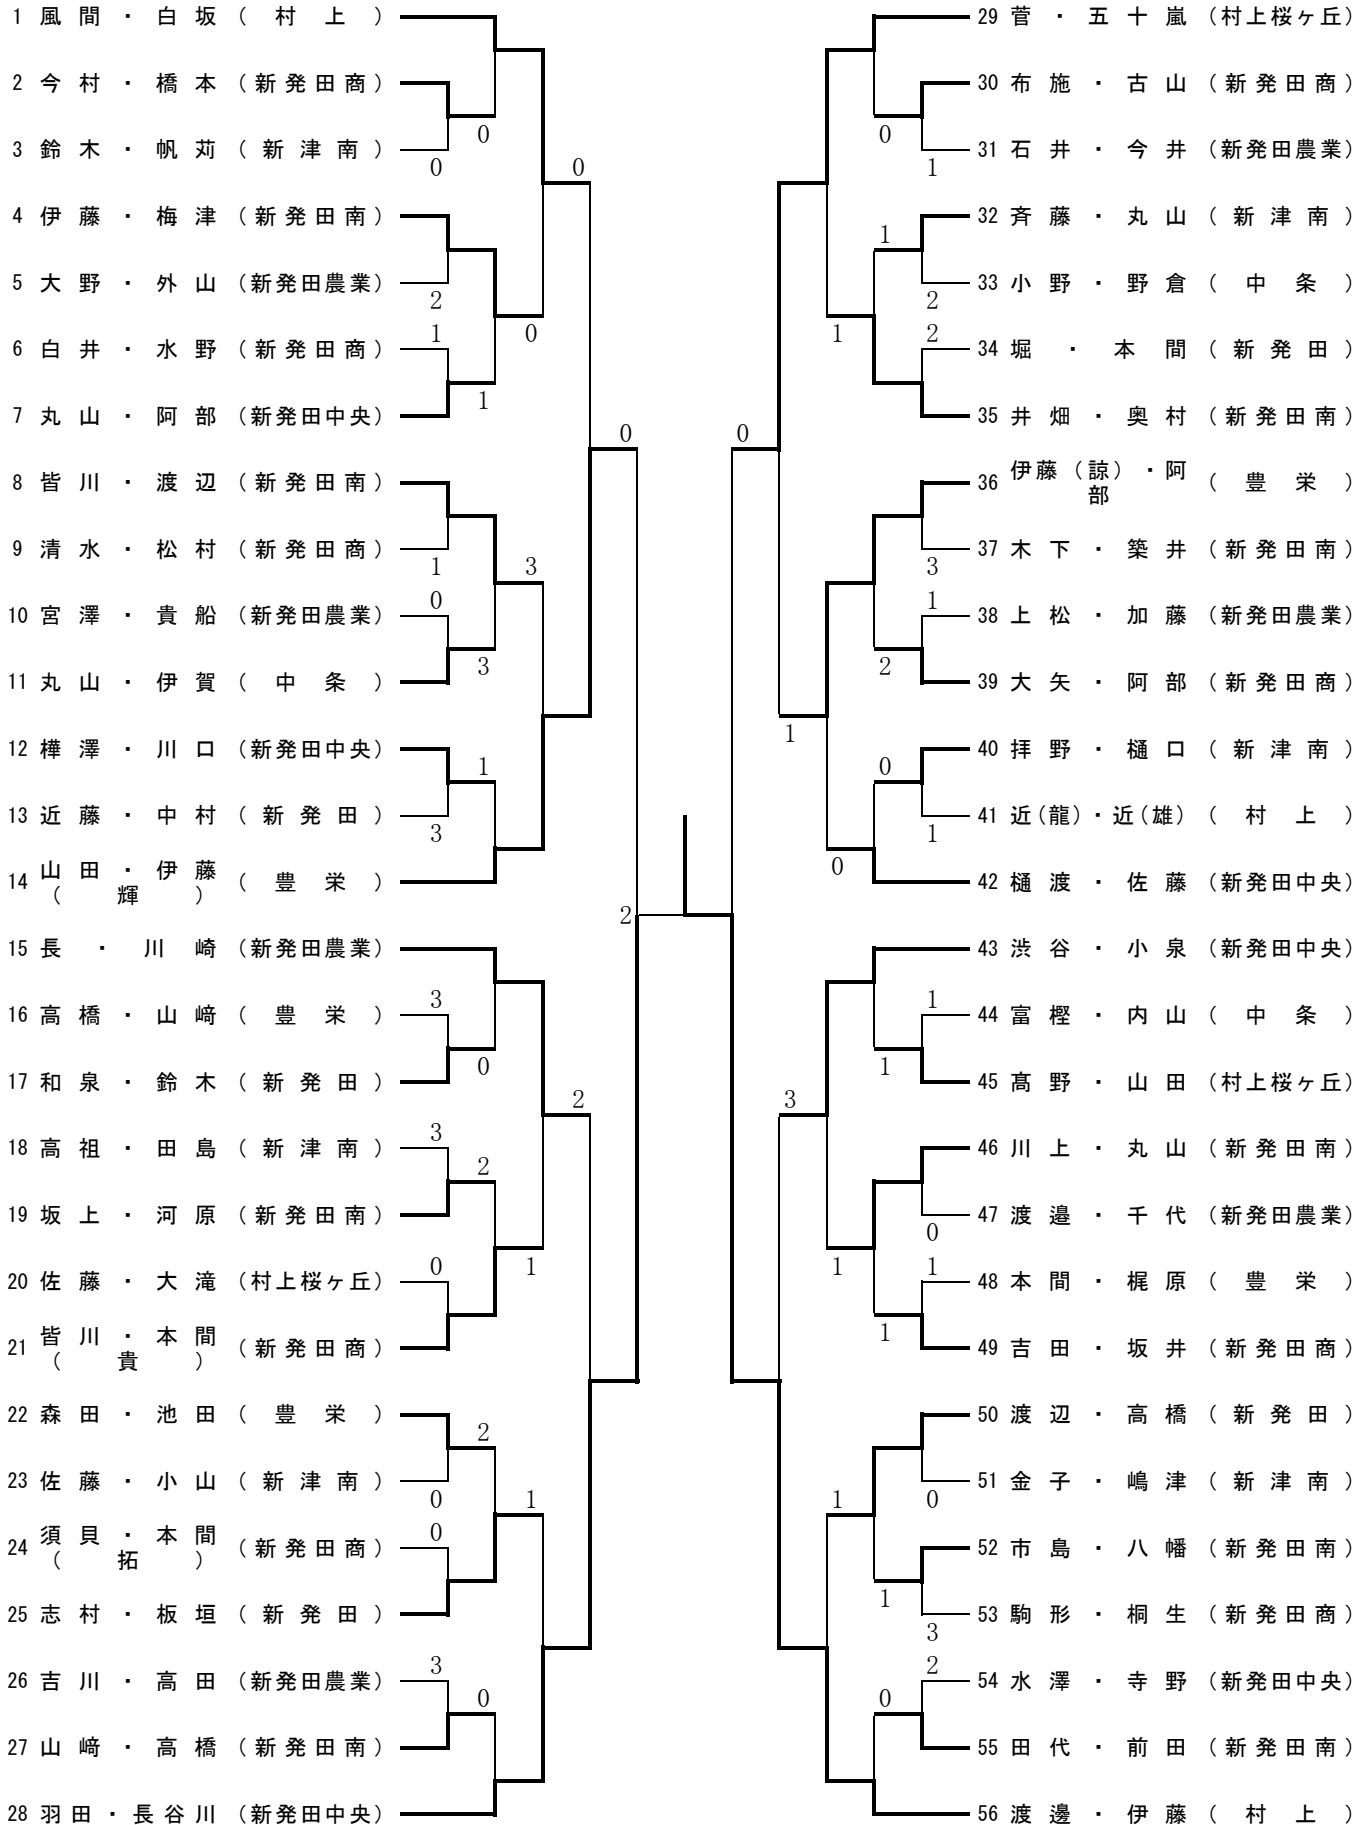 1 風間・白坂（村上）
2 今村・橋本（新発田商）
0
3 鈴木・帆苅（新津南）
0
0
4 伊藤・梅津（新発田南）
5 大野・外山（新発田農業）
2
6 白井・水野（新発田商）
1
0
7 丸山・阿部（新発田中央）
1
0
8 皆川・渡辺（新発田南）
9 清水・松村（新発田商）
1
3
10 宮澤・貴船（新発田農業）
0
11 丸山・伊賀（中条）
3
12 樺澤・川口（新発田中央）
1
13 近藤・中村（新発田）
3
14 山田・伊藤
（輝）
（豊栄）
2
15 長・川崎（新発田農業）
16 高橋・山﨑（豊栄）
3
17 和泉・鈴木（新発田）
0
2
18 高祖・田島（新津南）
3
2
19 坂上・河原（新発田南）
20 佐藤・大滝（村上桜ヶ丘）
0
1
21 皆川・本間
（貴）
（新発田商）
22 森田・池田（豊栄）
2
23 佐藤・小山（新津南）
0
1
24 須貝・本間
（拓）
（新発田商）
0
25 志村・板垣（新発田）
26 吉川・高田（新発田農業）
3
0
27 山﨑・高橋（新発田南）
28 羽田・長谷川（新発田中央）
29 菅・五十嵐（村上桜ヶ丘）
30 布施・古山（新発田商）
0
31 石井・今井（新発田農業）
1
32 斉藤・丸山（新津南）
1
33 小野・野倉（中条）
2
34 堀・本間（新発田）
2
1
35 井畑・奥村（新発田南）
0
36 伊藤（諒）・阿
部
（豊栄）
37 木下・築井（新発田南）
3
38 上松・加藤（新発田農業）
1
39 大矢・阿部（新発田商）
2
1
40 拝野・樋口（新津南）
0
41 近(龍)・近(雄)（村上）
1
0
42 樋渡・佐藤（新発田中央）
43 渋谷・小泉（新発田中央）
44 富樫・内山（中条）
1
45 髙野・山田（村上桜ヶ丘）
1
3
46 川上・丸山（新発田南）
47 渡邉・千代（新発田農業）
0
48 本間・梶原（豊栄）
1
1
49 吉田・坂井（新発田商）
1
50 渡辺・高橋（新発田）
51 金子・嶋津（新津南）
0
1
52 市島・八幡（新発田南）
53 駒形・桐生（新発田商）
1
3
54 水澤・寺野（新発田中央）
2
0
55 田代・前田（新発田南）
56 渡邊・伊藤（村上）